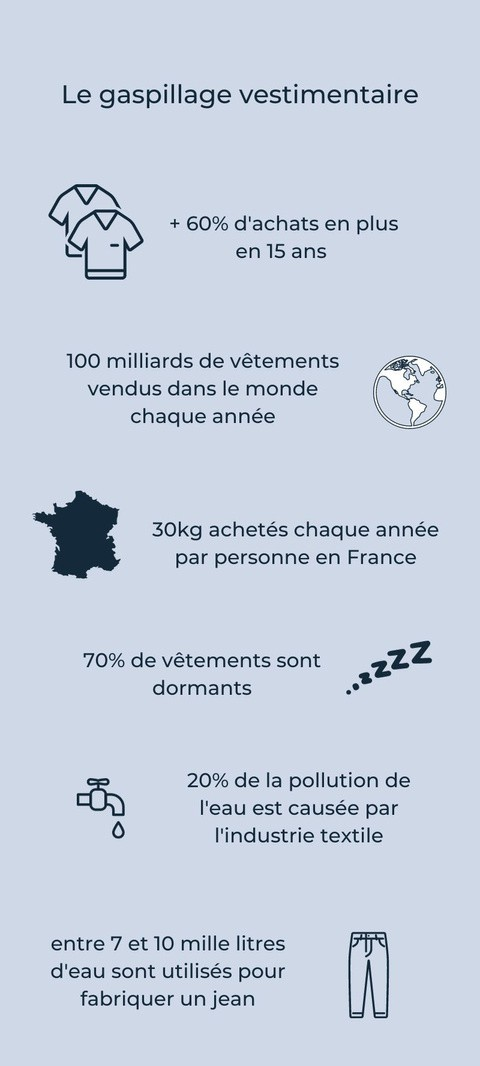 Le gaspillage vestimentaire
+ 60% d'achats en plus
en 15 ans
100 milliards de vêtements
vendus dans le monde
chaque année
30kg achetés chaque année
par personne en France
70% de vêtements sont
dormants
zzZZZ
20% de la pollution de
l'eau est causée par
l'industrie textile
entre 7 et 10 mille litres
d'eau sont utilisés pour
fabriquer un jean